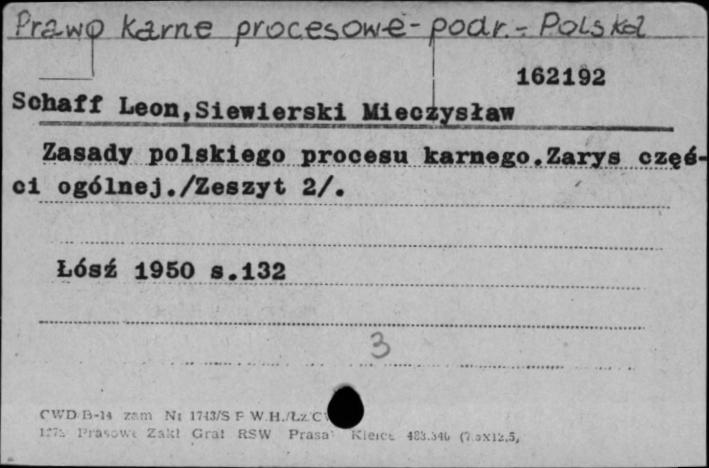 Prawo karne procesowe - podr. - Polska
162192
Schaff Leon,Siewierski Mieczysław
Zasady polskiego procesu karnego.Zarys częś-
ci ogólnej./Zeszyt 2/.
Łósź 1950 s.132
3
CWD/B-14 zam Nr 1743/S F W.H./Łz/C
Prasowe Zakł Graf RSW Prasa Kielce